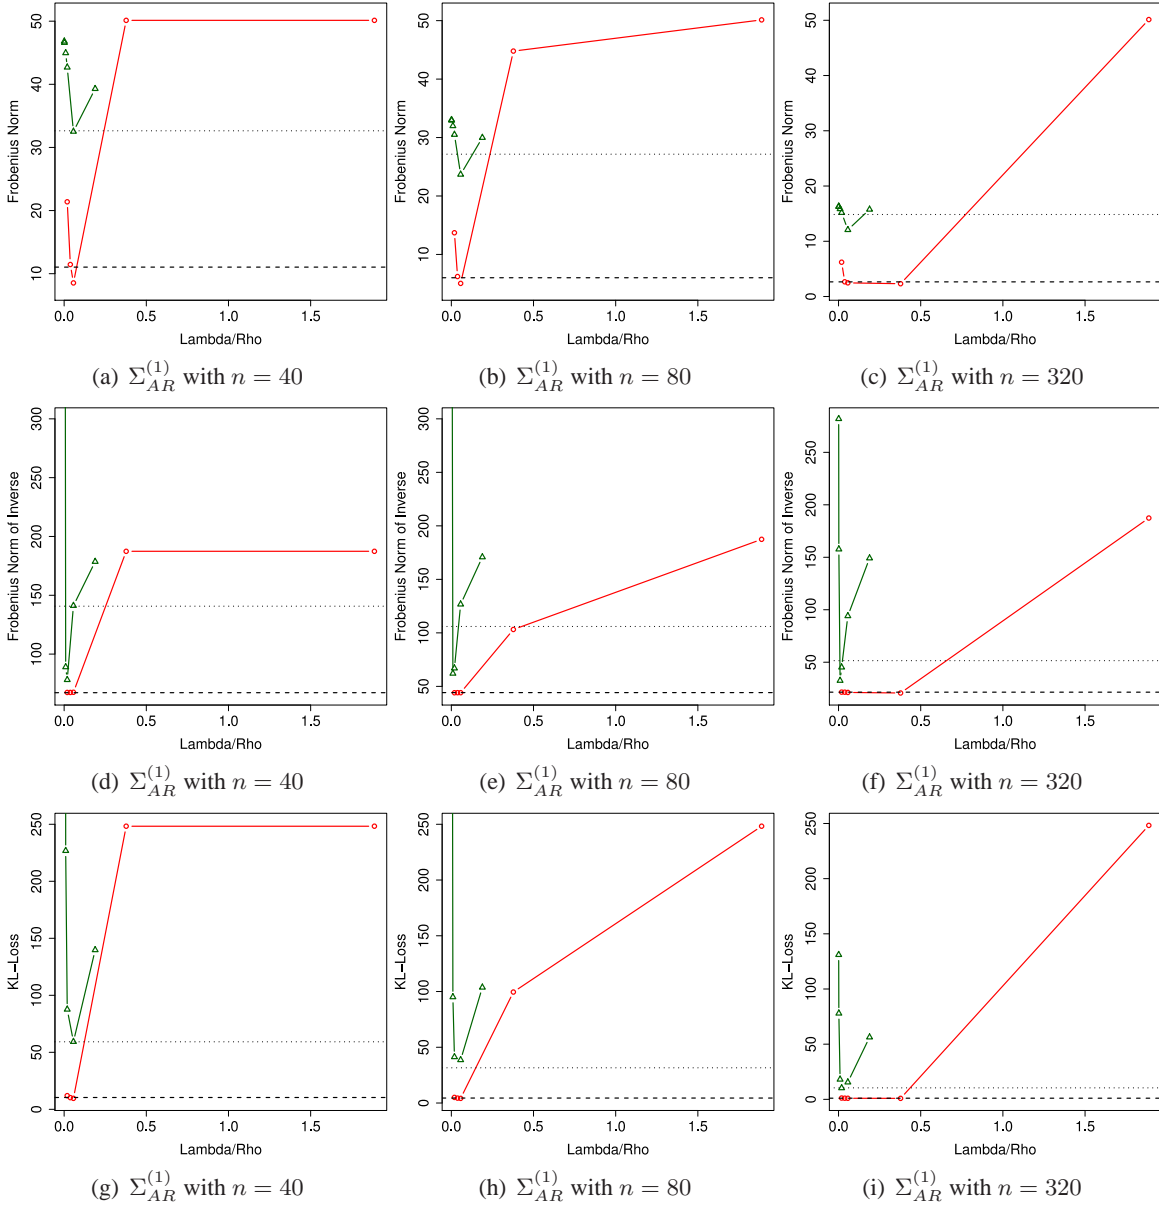 Frobenius Norm
50
40
30
20
10
0.0 0.5 1.0 1.5
Lambda/Rho
(a) Σ_{AR}^{(1)} with n = 40
Frobenius Norm
50
40
30
20
10
0.0 0.5 1.0 1.5
Lambda/Rho
(b) Σ_{AR}^{(1)} with n = 80
Frobenius Norm
50
40
30
20
10
0
0.0 0.5 1.0 1.5
Lambda/Rho
(c) Σ_{AR}^{(1)} with n = 320
Frobenius Norm of Inverse
300
250
200
150
100
0.0 0.5 1.0 1.5
Lambda/Rho
(d) Σ_{AR}^{(1)} with n = 40
Frobenius Norm of Inverse
300
250
200
150
100
50
0.0 0.5 1.0 1.5
Lambda/Rho
(e) Σ_{AR}^{(1)} with n = 80
Frobenius Norm of Inverse
250
200
150
100
50
0.0 0.5 1.0 1.5
Lambda/Rho
(f) Σ_{AR}^{(1)} with n = 320
KL−Loss
250
200
150
100
50
0
0.0 0.5 1.0 1.5
Lambda/Rho
(g) Σ_{AR}^{(1)} with n = 40
KL−Loss
250
200
150
100
50
0
0.0 0.5 1.0 1.5
Lambda/Rho
(h) Σ_{AR}^{(1)} with n = 80
KL−Loss
250
200
150
100
50
0
0.0 0.5 1.0 1.5
Lambda/Rho
(i) Σ_{AR}^{(1)} with n = 320